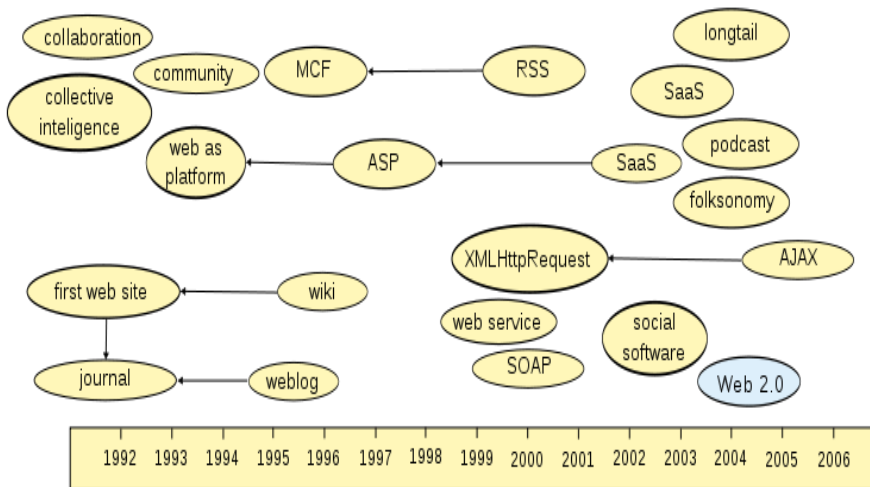 collaboration
community
MCF
RSS
longtail
collective
inteligence
SaaS
web as
platform
ASP
SaaS
podcast
folksonomy
XMLHttpRequest
AJAX
first web site
wiki
web service
social
software
SOAP
journal
weblog
Web 2.0
1992 1993 1994 1995 1996 1997 1998 1999 2000 2001 2002 2003 2004 2005 2006